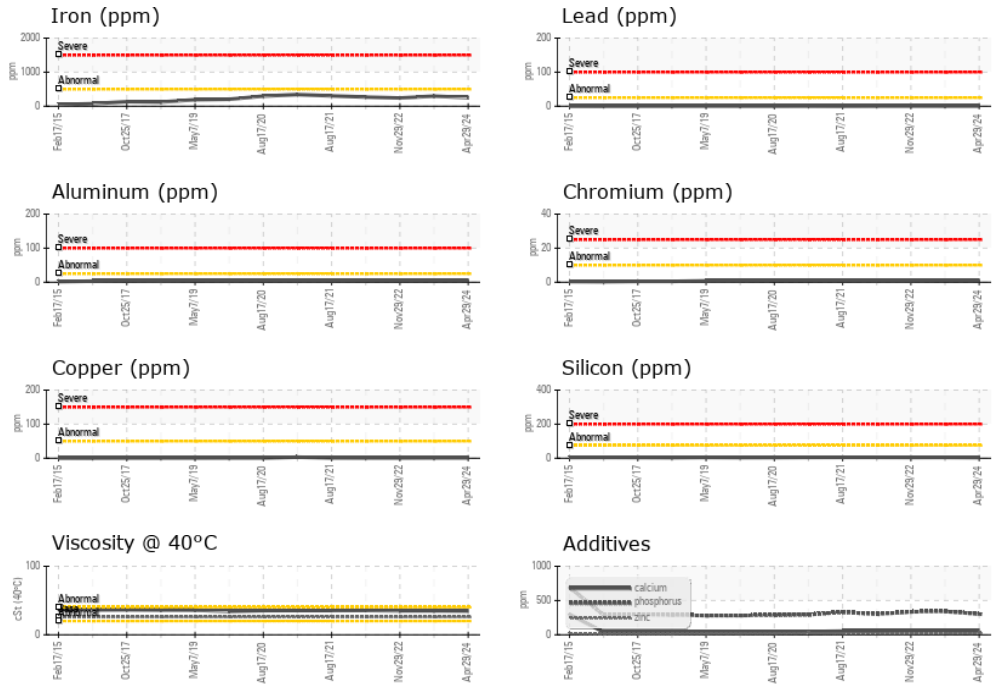 Iron (ppm)
2000
1000
0
ppm
Severe
Abnormal
Feb17/15
Oct25/17
May7/19
Aug17/20
Aug17/21
Nov29/22
Apr29/24
Lead (ppm)
200
100
0
ppm
Severe
Abnormal
Feb17/15
Oct25/17
May7/19
Aug17/20
Aug17/21
Nov29/22
Apr29/24
Aluminum (ppm)
200
100
0
ppm
Severe
Abnormal
Feb17/15
Oct25/17
May7/19
Aug17/20
Aug17/21
Nov29/22
Apr29/24
Chromium (ppm)
40
20
0
ppm
Severe
Abnormal
Feb17/15
Oct25/17
May7/19
Aug17/20
Aug17/21
Nov29/22
Apr29/24
Copper (ppm)
200
100
0
ppm
Severe
Abnormal
Feb17/15
Oct25/17
May7/19
Aug17/20
Aug17/21
Nov29/22
Apr29/24
Silicon (ppm)
400
200
0
ppm
Severe
Abnormal
Feb17/15
Oct25/17
May7/19
Aug17/20
Aug17/21
Nov29/22
Apr29/24
Viscosity @ 40°C
100
50
0
cSt (40°C)
Abnormal
Feb17/15
Oct25/17
May7/19
Aug17/20
Aug17/21
Nov29/22
Apr29/24
Additives
1000
500
0
ppm
calcium
phosphorus
zinc
Feb17/15
Oct25/17
May7/19
Aug17/20
Aug17/21
Nov29/22
Apr29/24